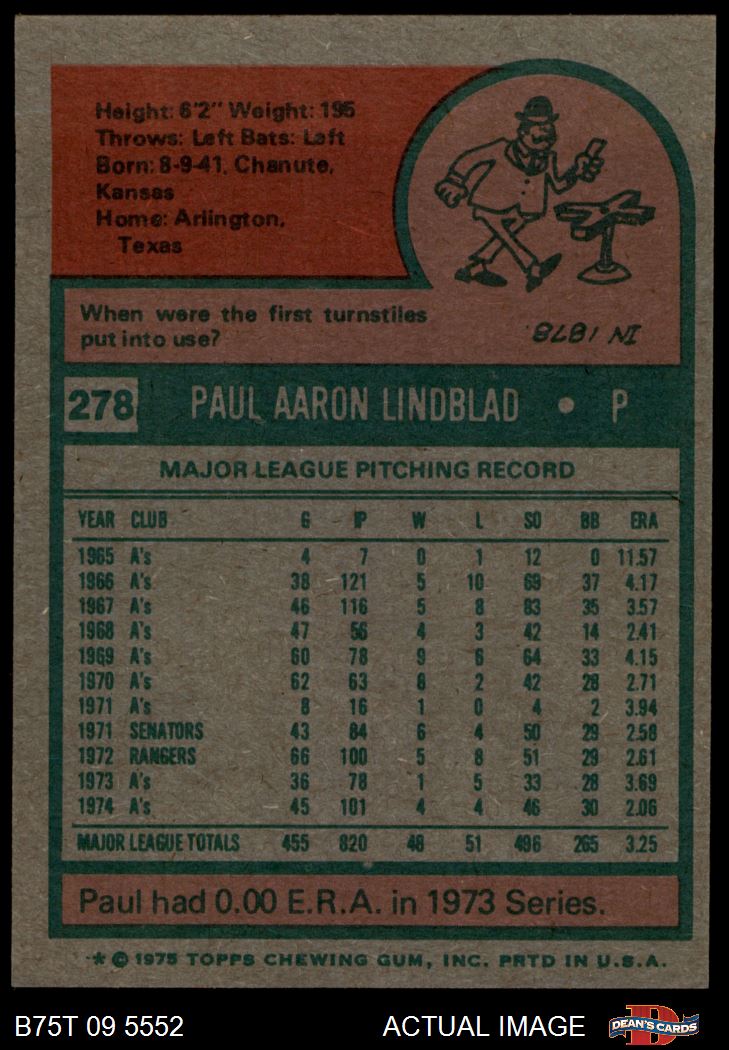 Height: 6'2" Weight: 195
Throws: Left Bats: Left
Born: 8-9-41, Chanute,
Kansas
Home: Arlington,
Texas
When were the first turnstiles
put into use?
IN 1878.
278 PAUL AARON LINDBLAD • P
MAJOR LEAGUE PITCHING RECORD
YEAR CLUB G IP W L SO BB ERA
1965 A's 4 7 0 1 12 0 11.57
1966 A's 38 121 5 10 69 37 4.17
1967 A's 46 116 5 8 83 35 3.57
1968 A's 47 56 4 3 42 14 2.41
1969 A's 60 78 9 6 64 33 4.15
1970 A's 62 63 8 2 42 28 2.71
1971 A's 8 16 1 0 4 2 3.94
1971 SENATORS 43 84 6 4 50 29 2.58
1972 RANGERS 66 100 5 8 51 29 2.61
1973 A's 36 78 1 5 33 28 3.69
1974 A's 45 101 4 4 46 30 2.06
MAJOR LEAGUE TOTALS 455 820 48 51 496 265 3.25
Paul had 0.00 E.R.A. in 1973 Series.
* © 1975 TOPPS CHEWING GUM, INC. PRTD IN U.S.A.
B75T 09 5552 ACTUAL IMAGE D DEAN'S CARDS